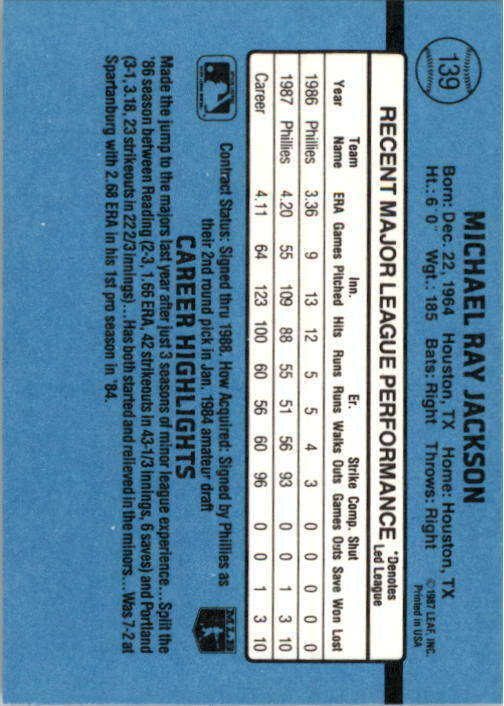 139
MICHAEL RAY JACKSON
Born: Dec. 22, 1964 Houston, TX Home: Houston, TX
Ht.: 6'0" Wgt.: 185 Bats: Right Throws: Right
©1987 LEAF, INC.
Printed in USA
RECENT MAJOR LEAGUE PERFORMANCE *Denotes Led League
Team Inn. Er. Strike Comp. Shut
Year Name ERA Games Pitched Hits Runs Runs Walks Outs Games Outs Save Won Lost
1986 Phillies 3.36 9 13 12 5 5 4 3 0 0 0 0 0
1987 Phillies 4.20 55 109 88 55 51 56 93 0 0 1 3 10
Career 4.11 64 123 100 60 56 60 96 0 0 1 3 10
Contract Status: Signed thru 1988. How Acquired: Signed by Phillies as
their 2nd round pick in Jan. 1984 amateur draft
MLB
CAREER HIGHLIGHTS
Made the jump to the majors last year after just 3 seasons of minor league experience...Split the
'86 season between Reading (2-3, 1.66 ERA, 42 strikeouts in 43-1/3 innings, 6 saves) and Portland
(3-1, 3.18, 23 strikeouts in 22 2/3 innings)...Has both started and relieved in the minors...Was 7-2 at
Spartanburg with 2.68 ERA in his 1st pro season in '84.